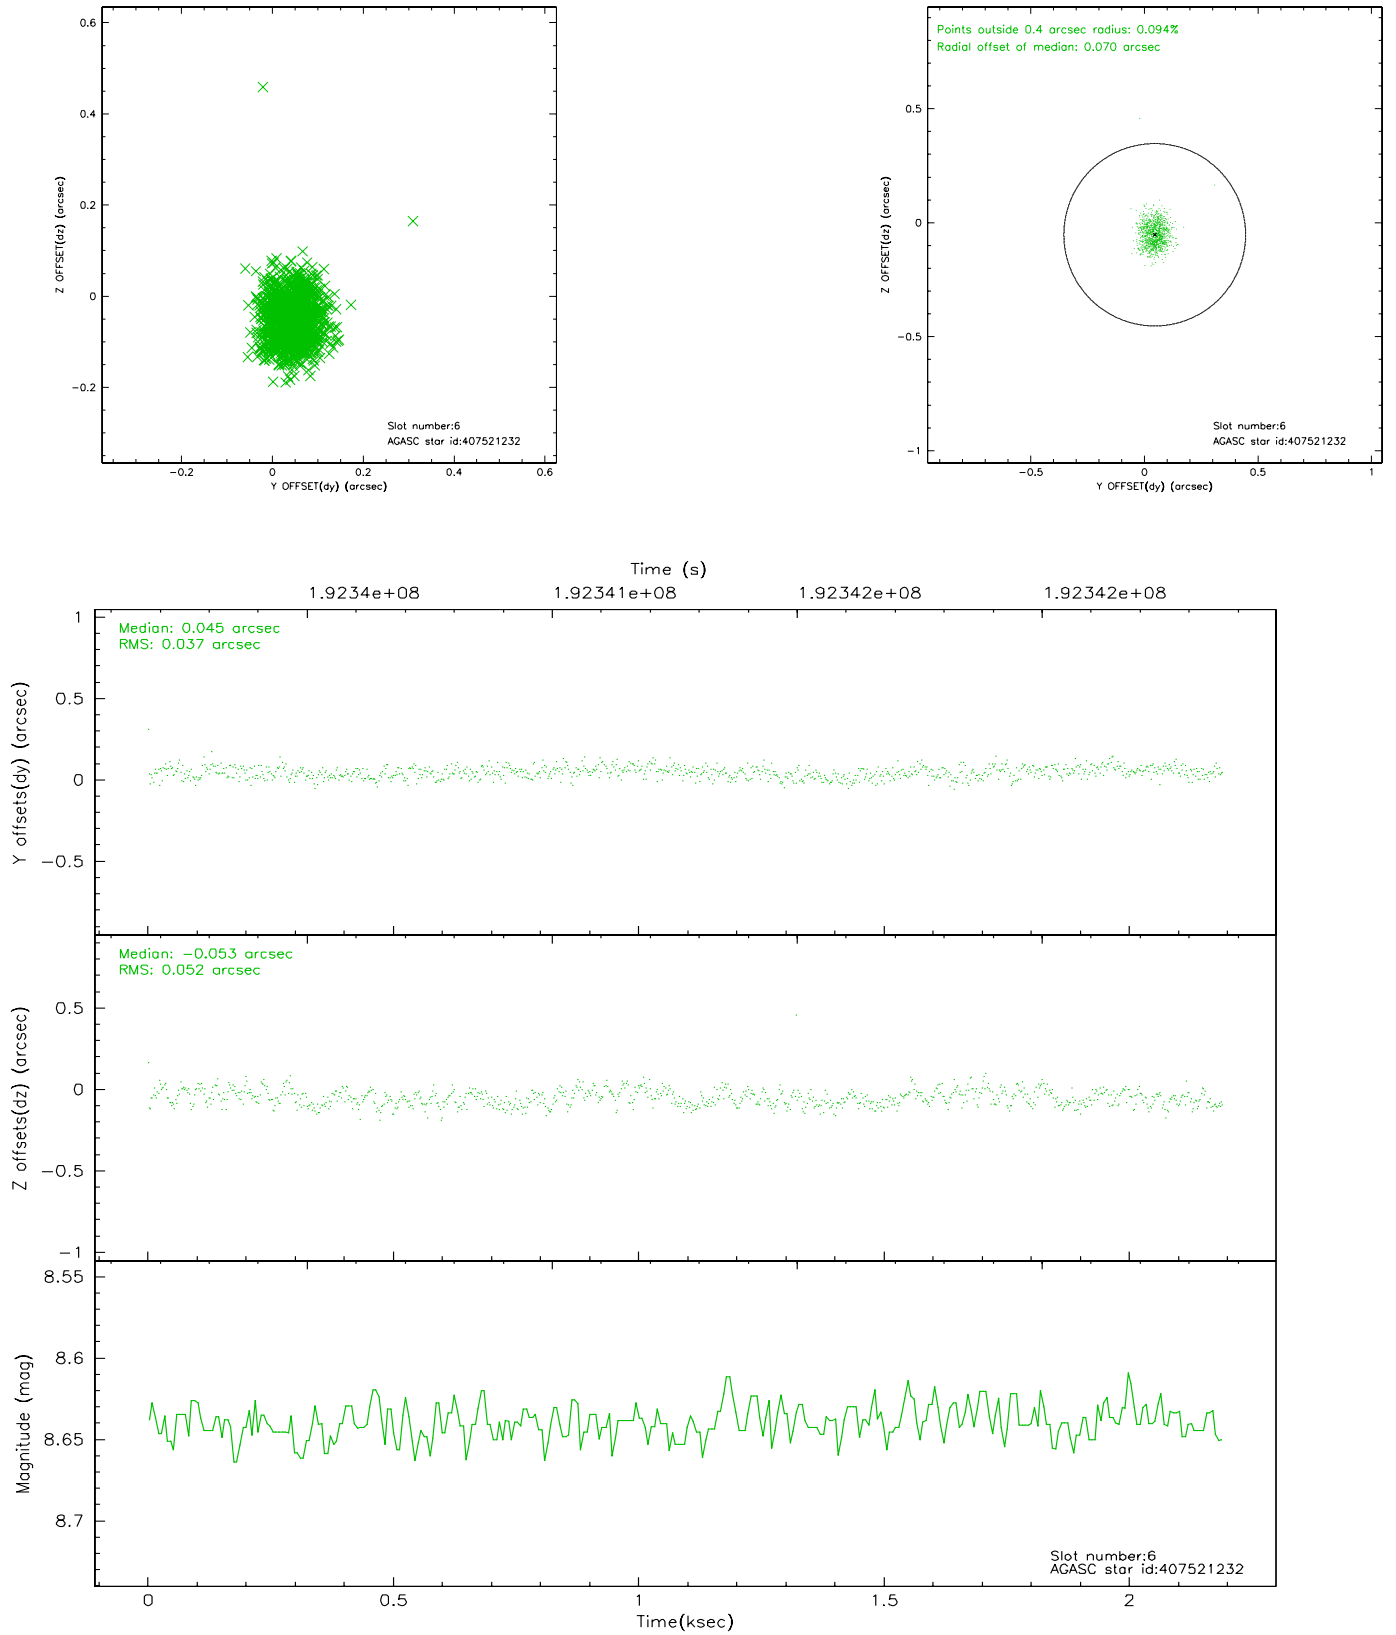 0.6
0.4
0.2
0
−0.2
Z OFFSET(dz) (arcsec)
Slot number:6
AGASC star id:407521232
−0.2 0 0.2 0.4 0.6
Y OFFSET(dy) (arcsec)
Points outside 0.4 arcsec radius: 0.094%
Radial offset of median: 0.070 arcsec
0.5
0
−0.5
−1
Z OFFSET(dz) (arcsec)
Slot number:6
AGASC star id:407521232
−0.5 0 0.5 1
Y OFFSET(dy) (arcsec)
Time (s)
1.9234e+08 1.92341e+08 1.92342e+08 1.92342e+08
Median: 0.045 arcsec
RMS: 0.037 arcsec
1
0.5
0
−0.5
Y offsets(dy) (arcsec)
Median: −0.053 arcsec
RMS: 0.052 arcsec
0.5
0
−0.5
−1
Z offsets(dz) (arcsec)
8.55
8.6
8.65
8.7
Magnitude (mag)
Slot number:6
AGASC star id:407521232
0 0.5 1 1.5 2
Time(ksec)